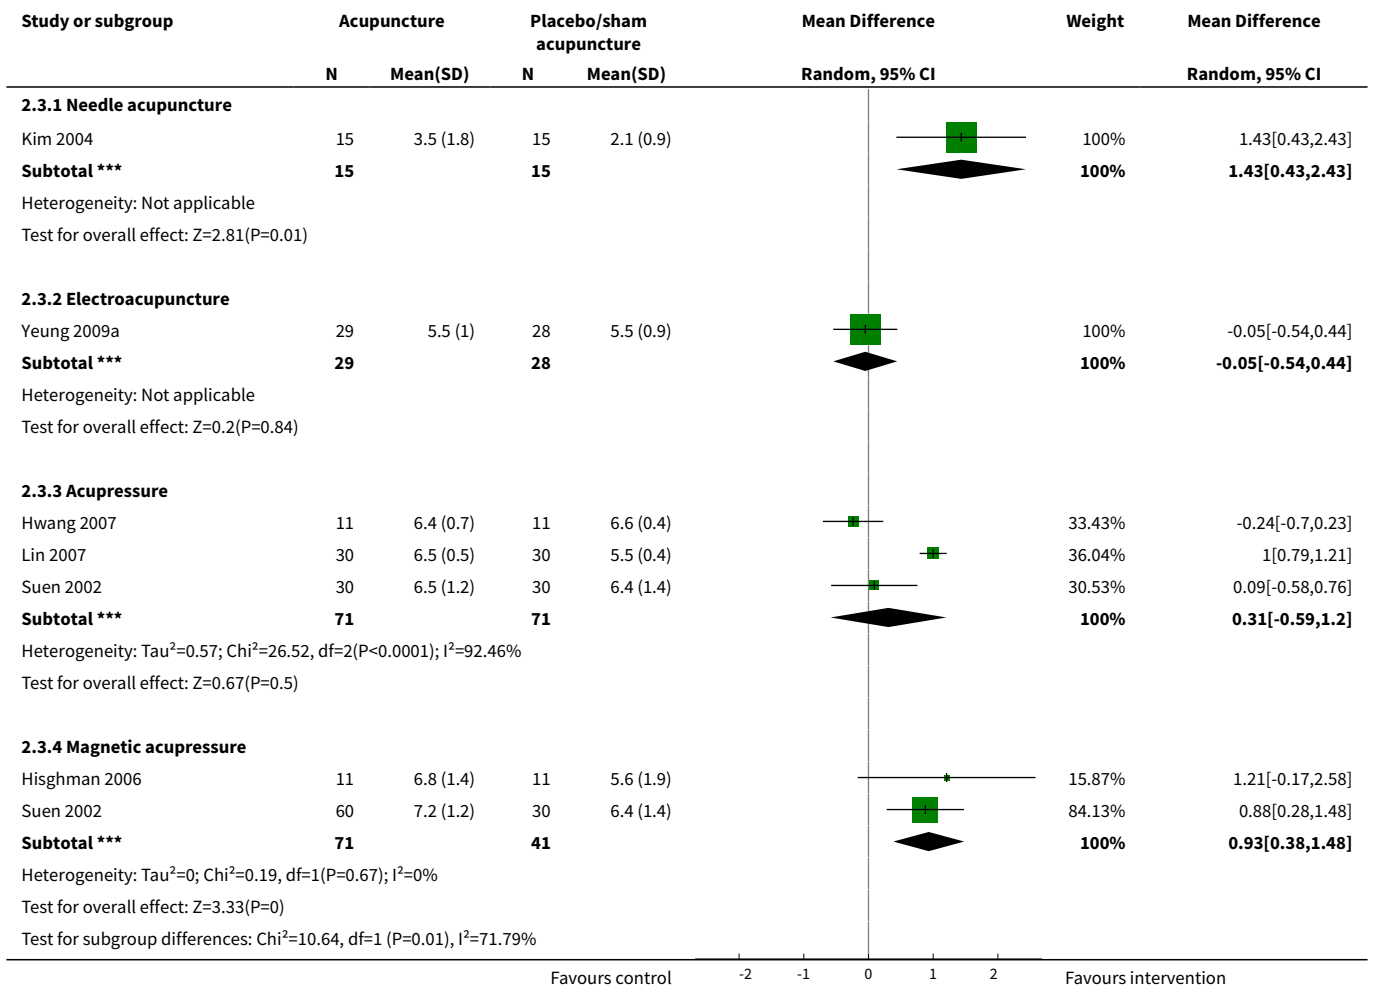 Study or subgroup Acupuncture Placebo/sham acupuncture Mean Difference Weight Mean Difference
N Mean(SD) N Mean(SD) Random, 95% CI Random, 95% CI
2.3.1 Needle acupuncture
Kim 2004 15 3.5 (1.8) 15 2.1 (0.9) 100% 1.43[0.43,2.43]
Subtotal *** 15 15 100% 1.43[0.43,2.43]
Heterogeneity: Not applicable
Test for overall effect: Z=2.81(P=0.01)
2.3.2 Electroacupuncture
Yeung 2009a 29 5.5 (1) 28 5.5 (0.9) 100% -0.05[-0.54,0.44]
Subtotal *** 29 28 100% -0.05[-0.54,0.44]
Heterogeneity: Not applicable
Test for overall effect: Z=0.2(P=0.84)
2.3.3 Acupressure
Hwang 2007 11 6.4 (0.7) 11 6.6 (0.4) 33.43% -0.24[-0.7,0.23]
Lin 2007 30 6.5 (0.5) 30 5.5 (0.4) 36.04% 1[0.79,1.21]
Suen 2002 30 6.5 (1.2) 30 6.4 (1.4) 30.53% 0.09[-0.58,0.76]
Subtotal *** 71 71 100% 0.31[-0.59,1.2]
Heterogeneity: Tau²=0.57; Chi²=26.52, df=2(P<0.0001); I²=92.46%
Test for overall effect: Z=0.67(P=0.5)
2.3.4 Magnetic acupressure
Hisghman 2006 11 6.8 (1.4) 11 5.6 (1.9) 15.87% 1.21[-0.17,2.58]
Suen 2002 60 7.2 (1.2) 30 6.4 (1.4) 84.13% 0.88[0.28,1.48]
Subtotal *** 71 41 100% 0.93[0.38,1.48]
Heterogeneity: Tau²=0; Chi²=0.19, df=1(P=0.67); I²=0%
Test for overall effect: Z=3.33(P=0)
Test for subgroup differences: Chi²=10.64, df=1 (P=0.01), I²=71.79%
Favours control -2 -1 0 1 2 Favours intervention